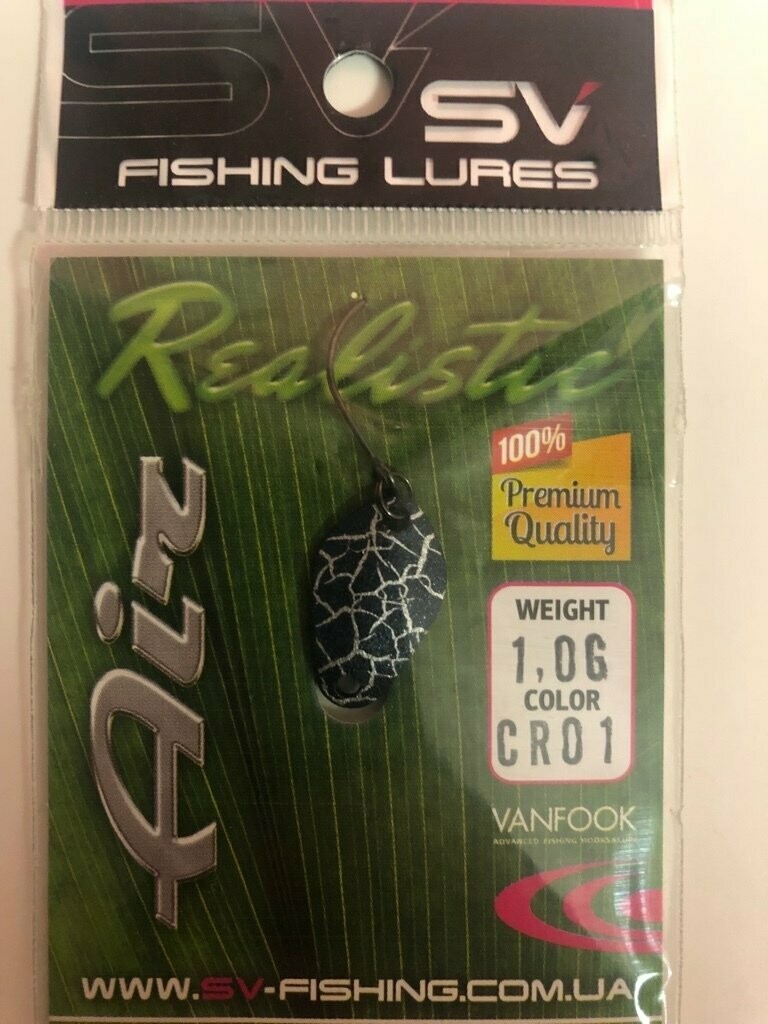 SV
SV
FISHING LURES
Realistic
Air
100%
Premium
Quality
WEIGHT
1,0G
COLOR
CR01
VANFOOK
WWW.SV-FISHING.COM.UA